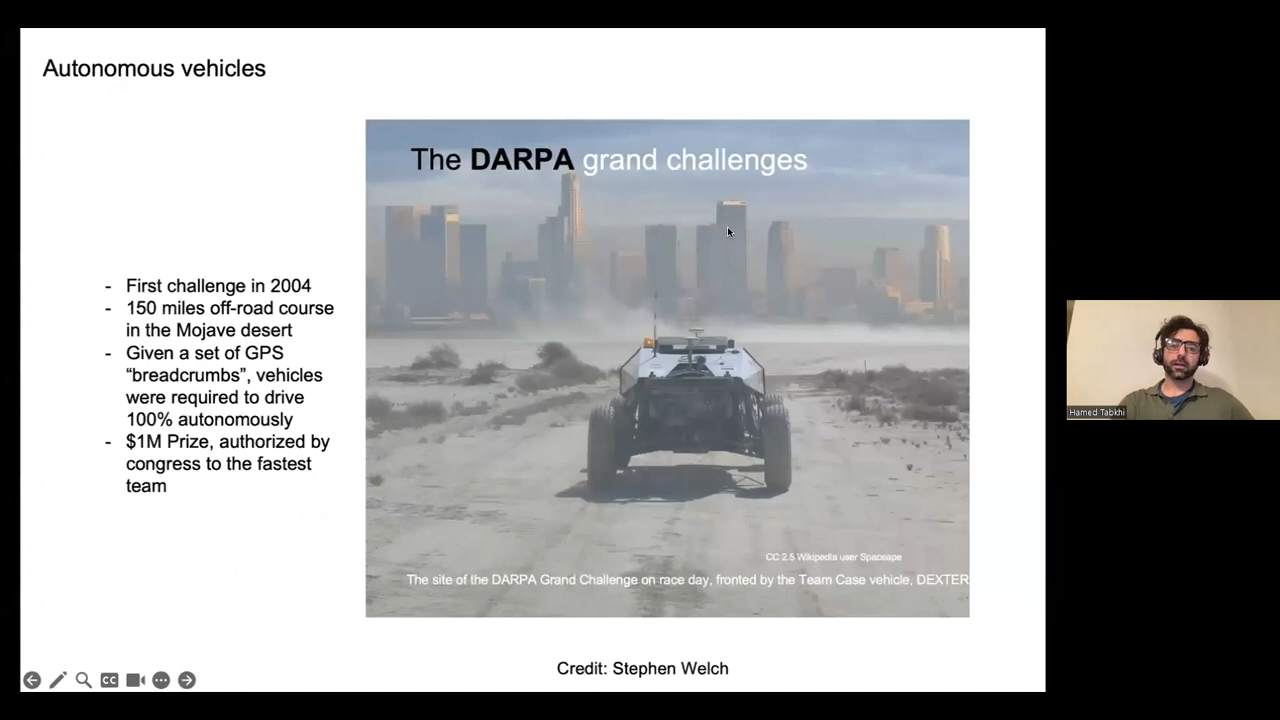 Autonomous vehicles
The DARPA grand challenges
- First challenge in 2004
- 150 miles off-road course
in the Mojave desert
- Given a set of GPS
“breadcrumbs”, vehicles
were required to drive
100% autonomously
- $1M Prize, authorized by
congress to the fastest
team
CC 2.5 Wikipedia user Spacecape
The site of the DARPA Grand Challenge on race day, fronted by the Team Case vehicle, DEXTER
Credit: Stephen Welch
CC
Hamed Tabkhi